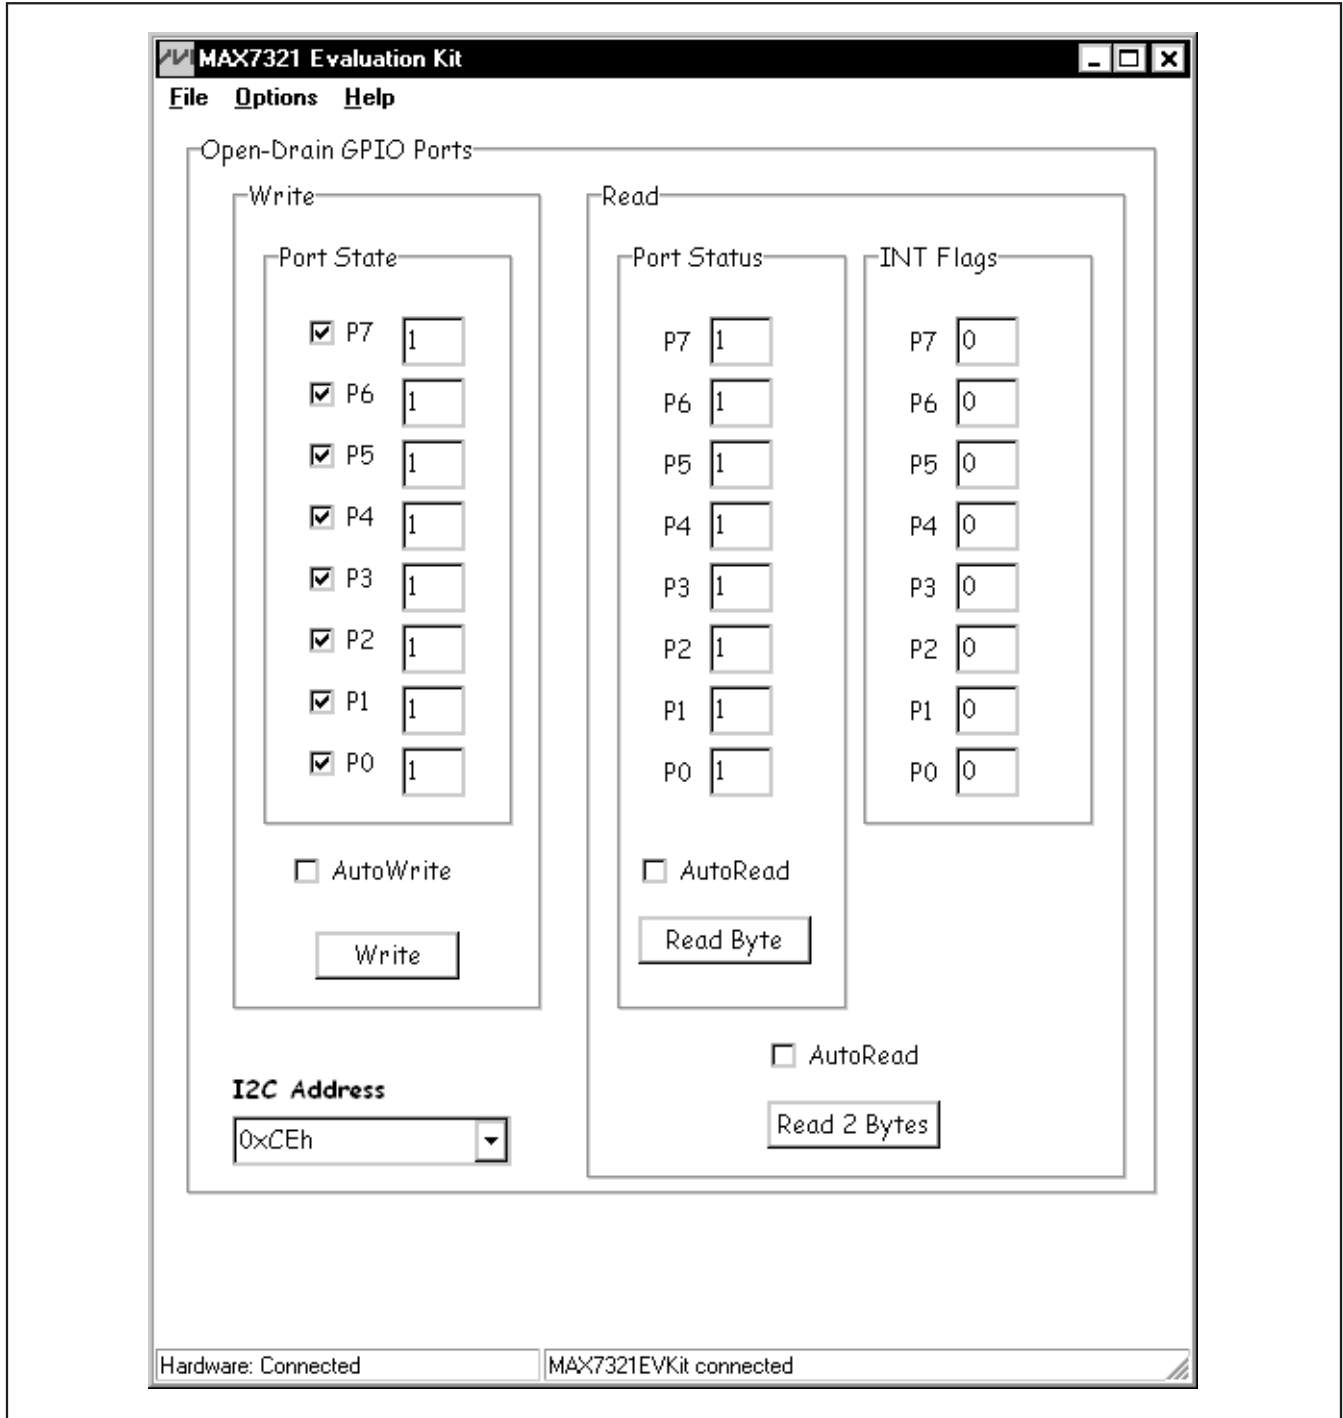 MAX7321 Evaluation Kit
File Options Help
Open-Drain GPIO Ports
Write
Port State
P7 1
P6 1
P5 1
P4 1
P3 1
P2 1
P1 1
P0 1
AutoWrite
Write
I2C Address
0xCEh
Read
Port Status
P7 1
P6 1
P5 1
P4 1
P3 1
P2 1
P1 1
P0 1
AutoRead
Read Byte
INT Flags
P7 0
P6 0
P5 0
P4 0
P3 0
P2 0
P1 0
P0 0
AutoRead
Read 2 Bytes
Hardware: Connected
MAX7321EVKit connected